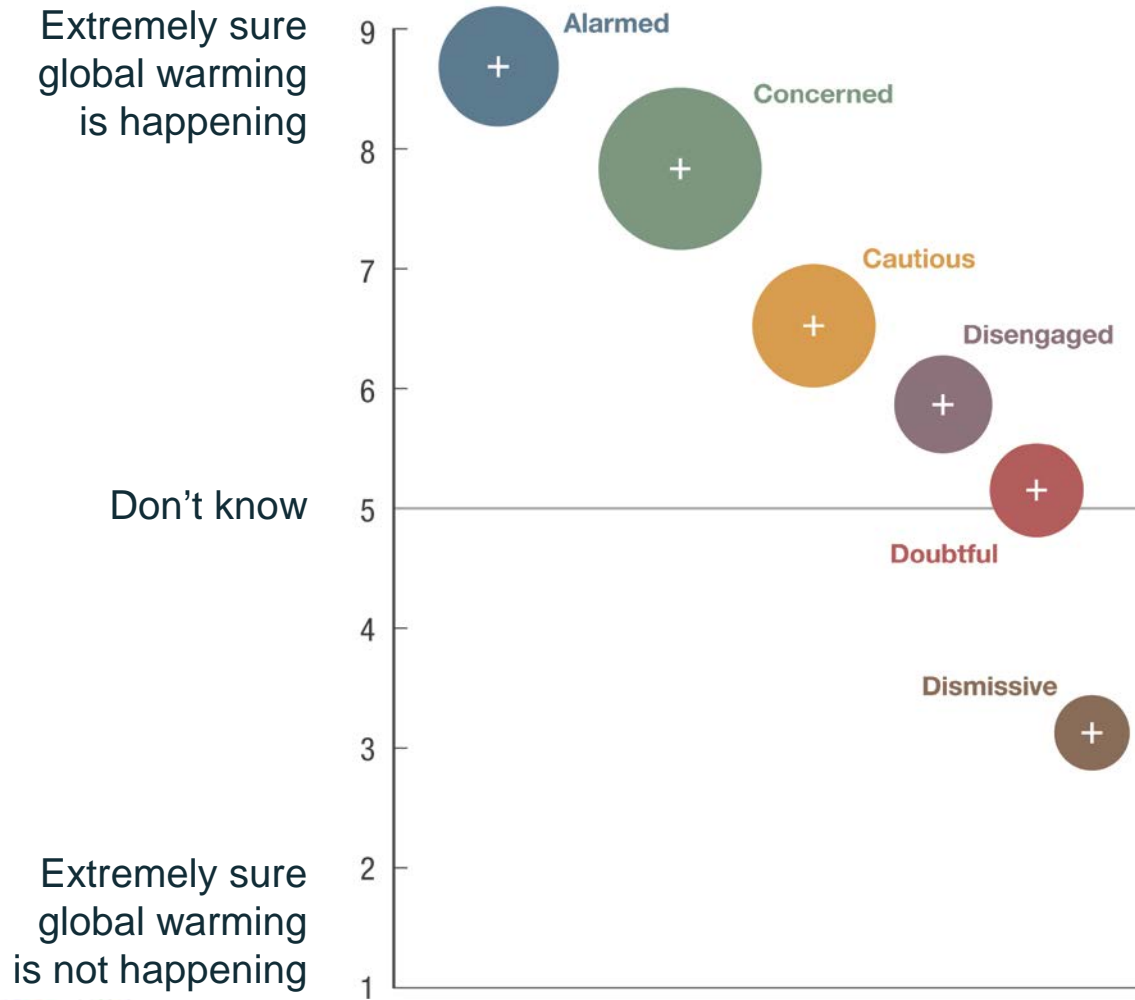 Extremely sure
global warming
is happening
9
Alarmed
Concerned
8
7
Cautious
Disengaged
6
Don't know
5
Doubtful
4
Dismissive
3
2
Extremely sure
global warming
is not happening
1